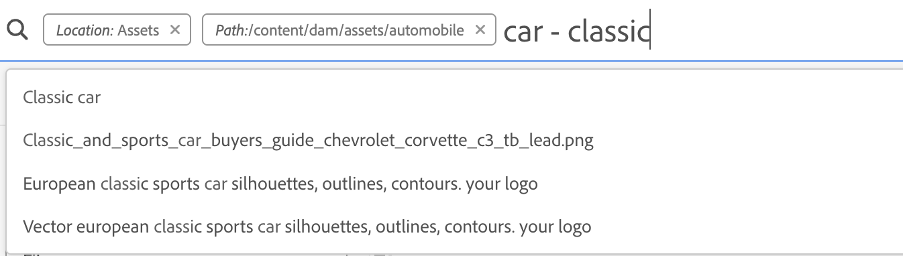 Location: Assets × Path:/content/dam/assets/automobile × car - classic
Classic car
Classic_and_sports_car_buyers_guide_chevrolet_corvette_c3_tb_lead.png
European classic sports car silhouettes, outlines, contours. your logo
Vector european classic sports car silhouettes, outlines, contours. your logo